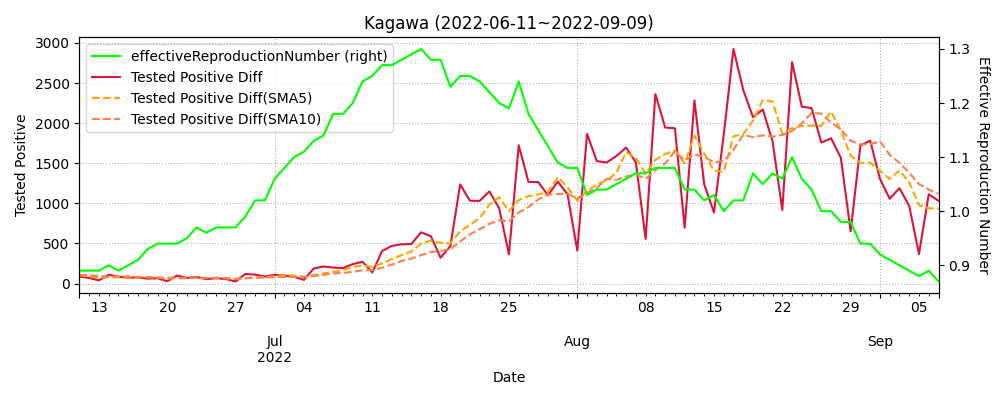 Kagawa (2022-06-11~2022-09-09)
effectiveReproductionNumber (right)
Tested Positive Diff
Tested Positive Diff(SMA5)
Tested Positive Diff(SMA10)
Tested Positive
3000
2500
2000
1500
1000
500
0
1.3
1.2
1.1
1.0
0.9
Effective Reproduction Number
13 20 27 04 11 18 25 08 15 22 29 05
Jul Aug Sep
2022
Date